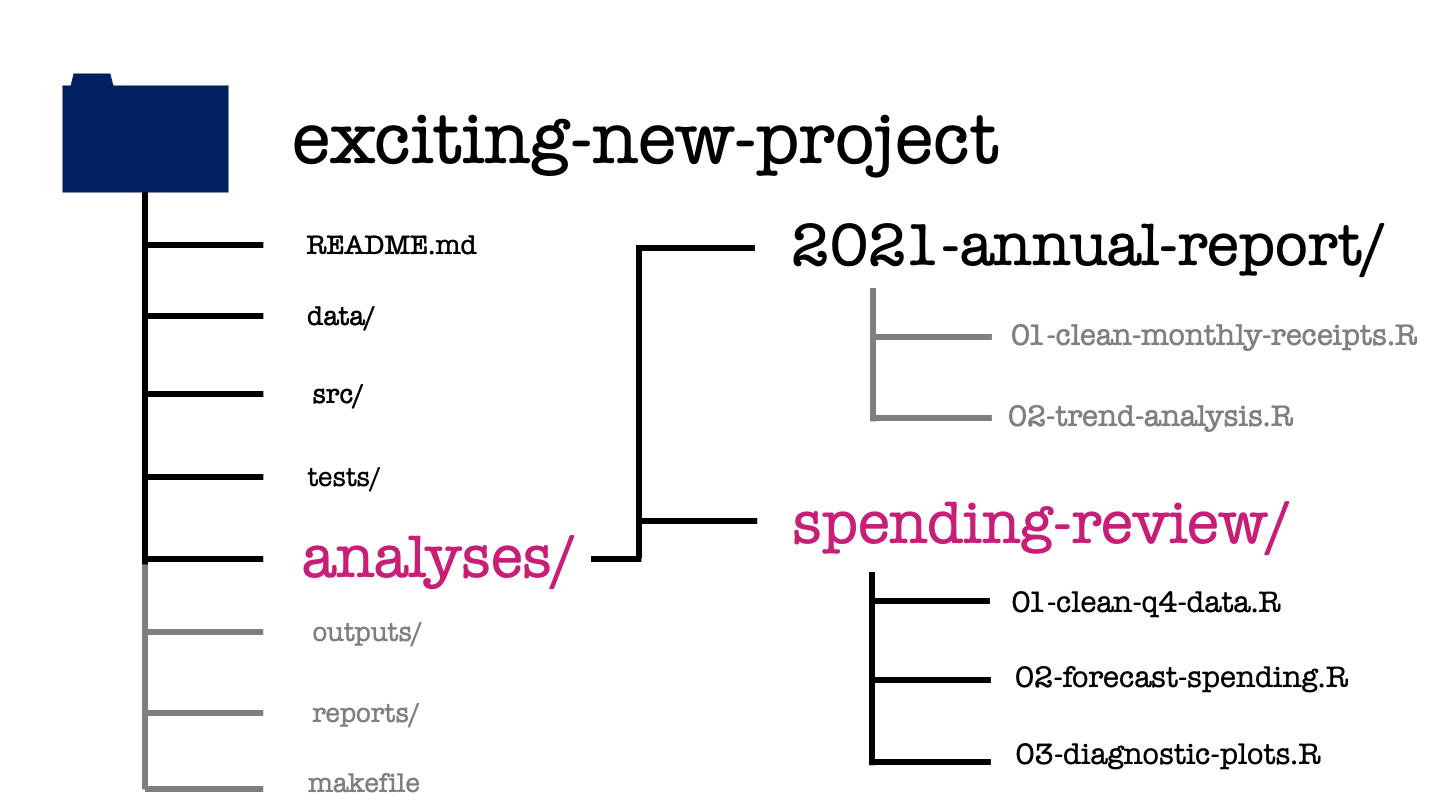 exciting-new-project
README.md
data/
src/
tests/
analyses/
outputs/
reports/
makefile
2021-annual-report/
01-clean-monthly-receipts.R
02-trend-analysis.R
spending-review/
01-clean-q4-data.R
02-forecast-spending.R
03-diagnostic-plots.R